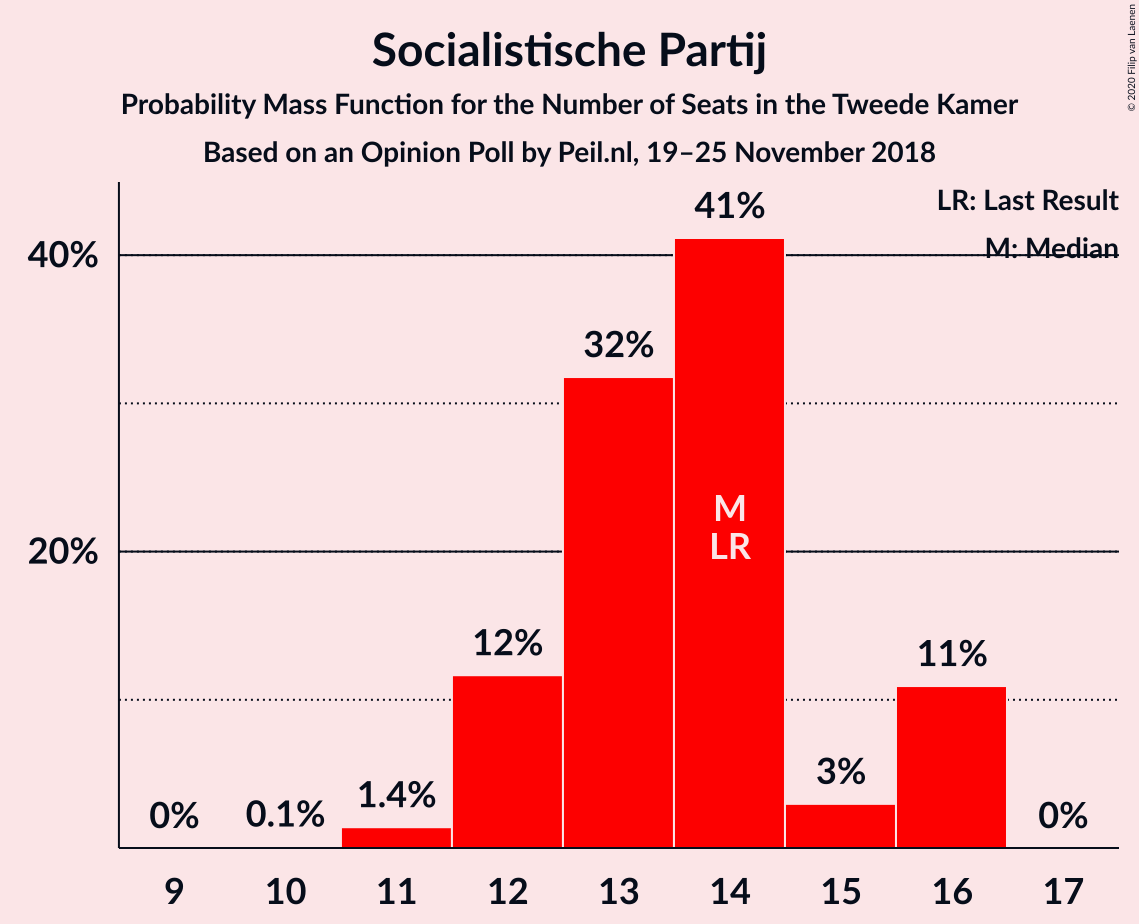 Socialistische Partij
Probability Mass Function for the Number of Seats in the Tweede Kamer
Based on an Opinion Poll by Peil.nl, 19–25 November 2018
© 2020 Filip van Laenen
LR: Last Result
M: Median
40%
20%
0%
0.1%
1.4%
12%
32%
41%
3%
11%
0%
M
LR
9
10
11
12
13
14
15
16
17